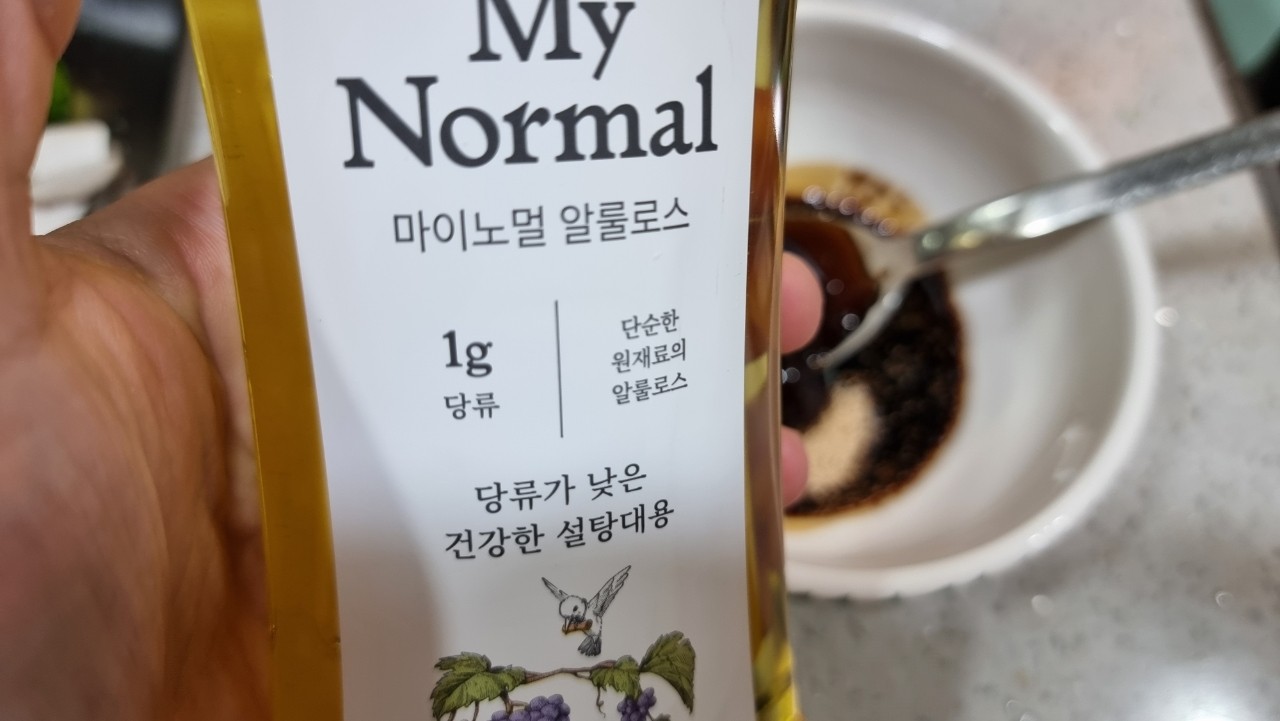 My
Normal
마이노멀 알룰로스
1g
당류
단순한
원재료의
알룰로스
당류가 낮은
건강한 설탕대용